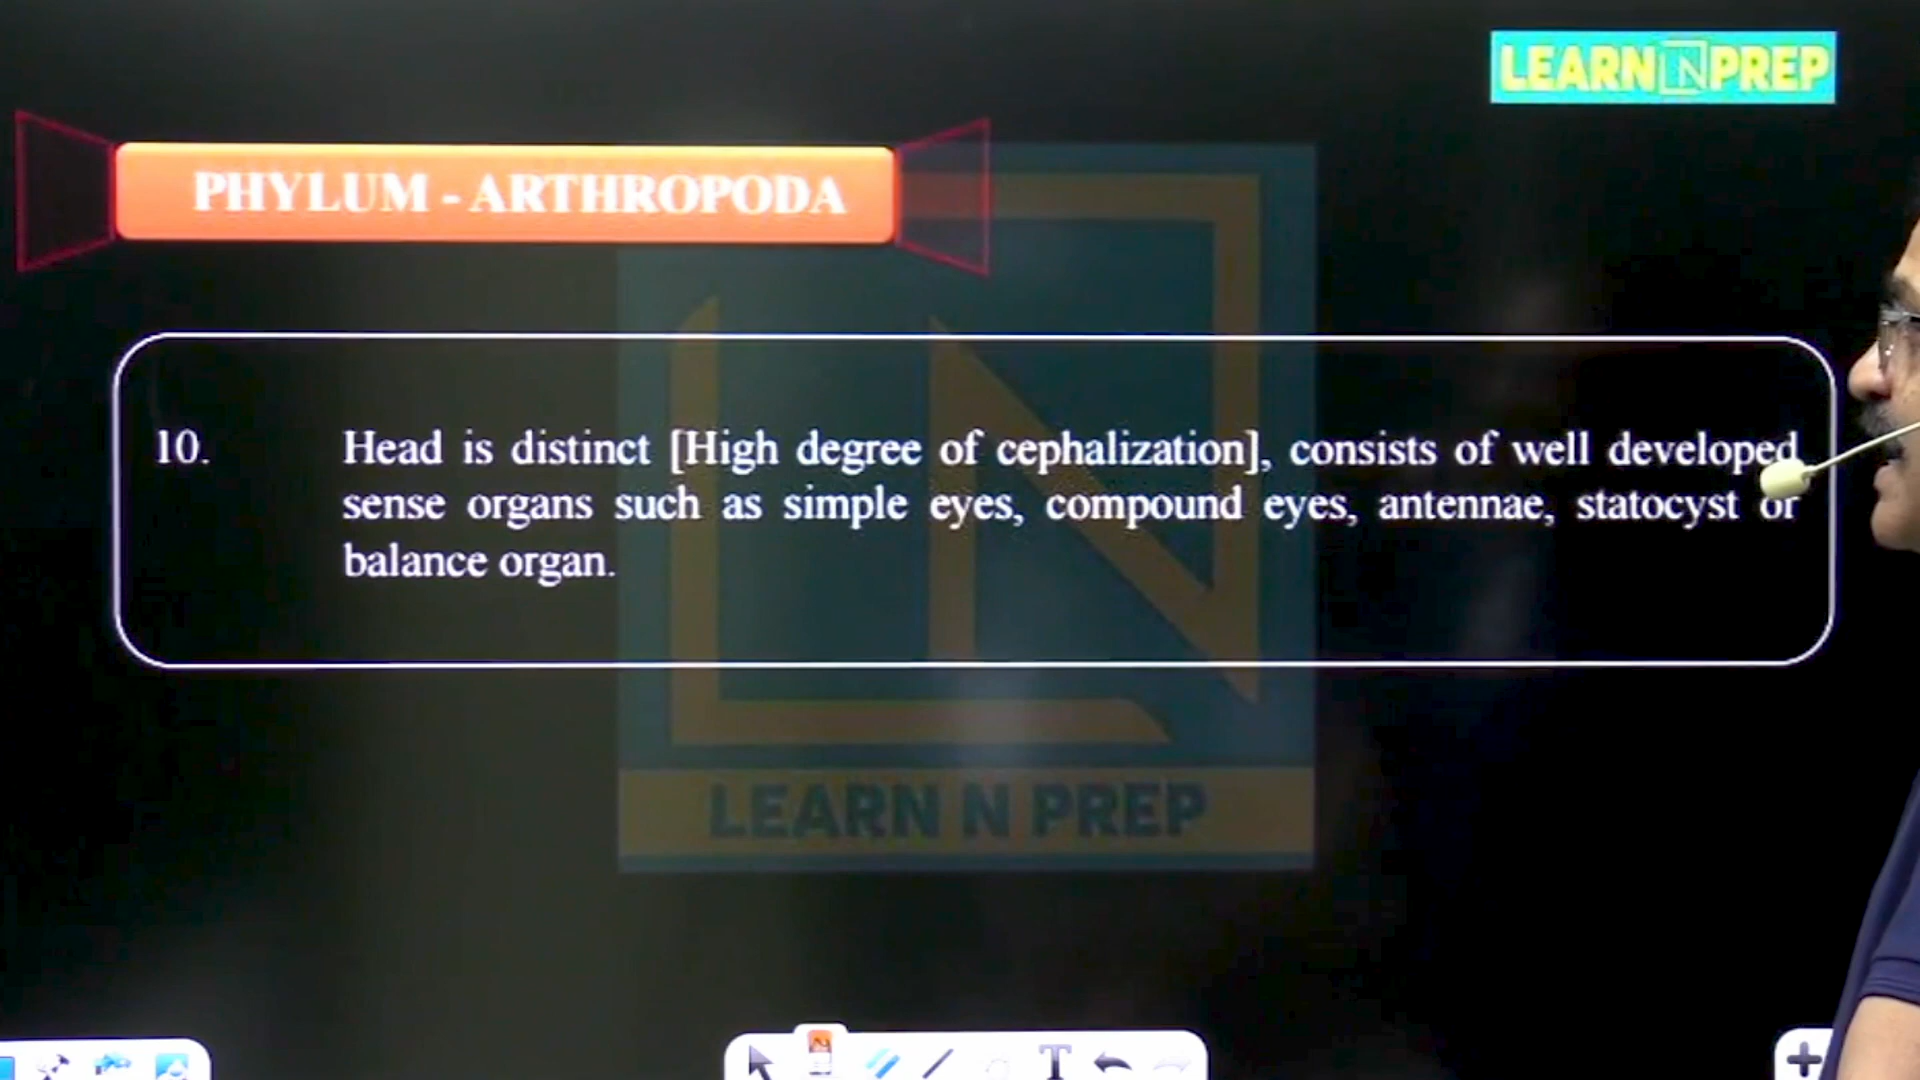 LEARN N PREP
PHYLUM - ARTHROPODA
10. Head is distinct [High degree of cephalization], consists of well developed
sense organs such as simple eyes, compound eyes, antennae, statocyst or
balance organ.
LEARN N PREP
T